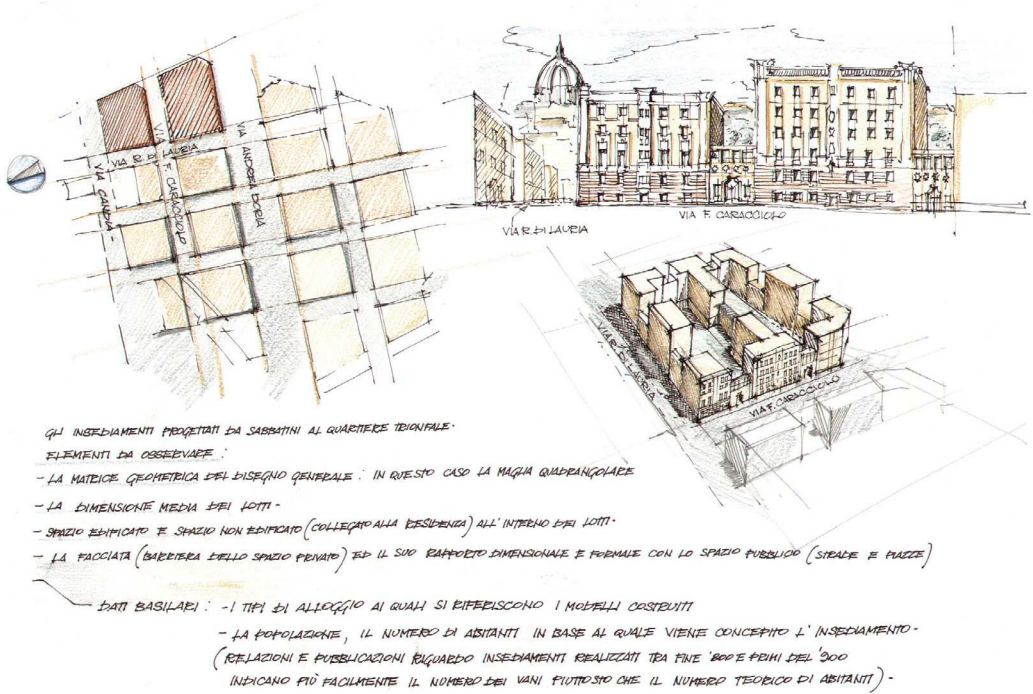 VIA R. DI LAURIA
VIA F. CARACCIOLO
VIA ANDREA DORIA
VIA CANDIA -
VIA R. DI LAURIA
VIA F. CARACCIOLO
VIA R. DI LAURIA
VIA F. CARACCIOLO
GLI INSEDIAMENTI PROGETTATI DA SABBATINI AL QUARTIERE TRIONFALE.
ELEMENTI DA OSSERVARE :
- LA MATRICE GEOMETRICA DEL DISEGNO GENERALE : IN QUESTO CASO LA MAGLIA QUADRANGOLARE
- LA DIMENSIONE MEDIA DEI LOTTI -
- SPAZIO EDIFICATO E SPAZIO NON EDIFICATO (COLLEGATO ALLA RESIDENZA) ALL'INTERNO DEI LOTTI -
- LA FACCIATA (BARRIERA DELLO SPAZIO PRIVATO) ED IL SUO RAPPORTO DIMENSIONALE E FORMALE CON LO SPAZIO PUBBLICO (STRADE E PIAZZE)
DATI BASILARI : - I TIPI DI ALLOGGIO AI QUALI SI RIFERISCONO I MODELLI COSTRUITI
- LA POPOLAZIONE, IL NUMERO DI ABITANTI IN BASE AL QUALE VIENE CONCEPITO L'INSEDIAMENTO -
(RELAZIONI E PUBBLICAZIONI RIGUARDO INSEDIAMENTI REALIZZATI TRA FINE '800 E PRIMI DEL '900
INDICANO PIÙ FACILMENTE IL NUMERO DEI VANI PIUTTOSTO CHE IL NUMERO TEORICO DI ABITANTI) -